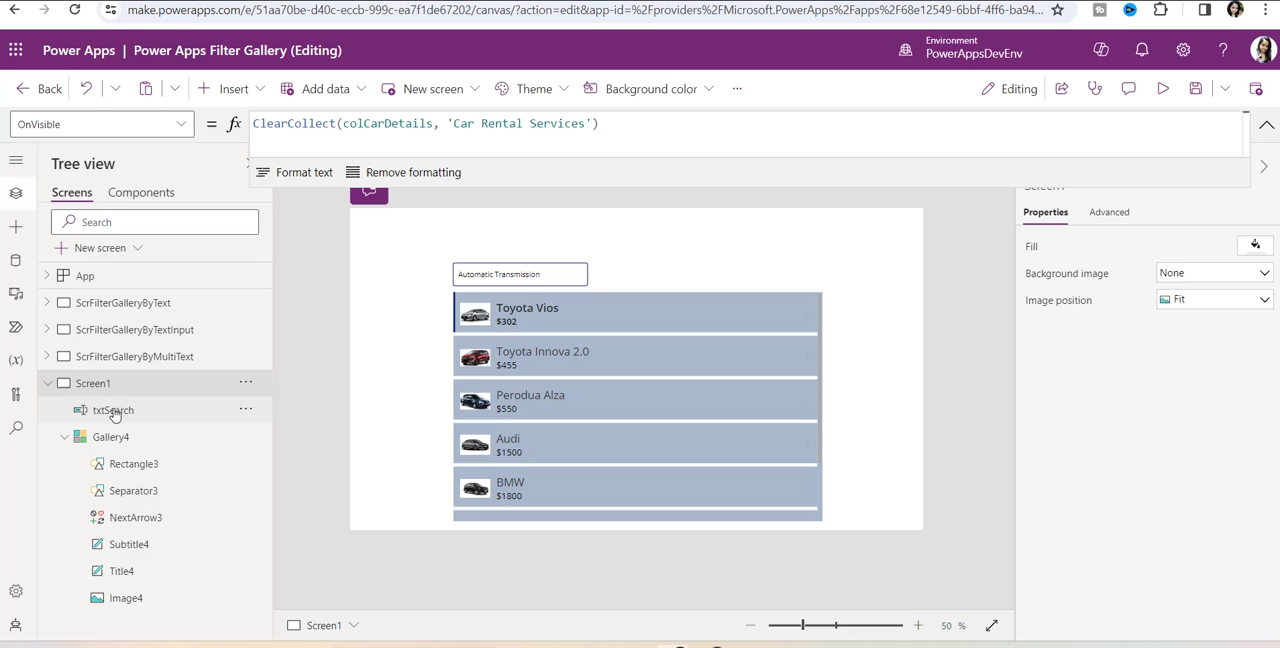 make.powerapps.com/e/51aa70be-d40c-eccb-999c-ea7f1de67202/canvas/?action=edit&app-id=%2Fproviders%2FMicrosoft.PowerApps%2Fapps%2F68e12549-6bbf-4ff6-ba94...
Power Apps | Power Apps Filter Gallery (Editing)
Environment
PowerAppsDevEnv
Back
Insert
Add data
New screen
Theme
Background color
...
Editing
OnVisible
= fx
ClearCollect(colCarDetails, 'Car Rental Services')
Format text
Remove formatting
Tree view
Screens
Components
Search
New screen
App
ScrFilterGalleryByText
ScrFilterGalleryByTextInput
ScrFilterGalleryByMultiText
Screen1
txtSearch
Gallery4
Rectangle3
Separator3
NextArrow3
Subtitle4
Title4
Image4
Automatic Transmission
Toyota Vios
$302
Toyota Innova 2.0
$455
Perodua Alza
$550
Audi
$1500
BMW
$1800
Properties
Advanced
Fill
Background image
None
Image position
Fit
Screen1
50 %